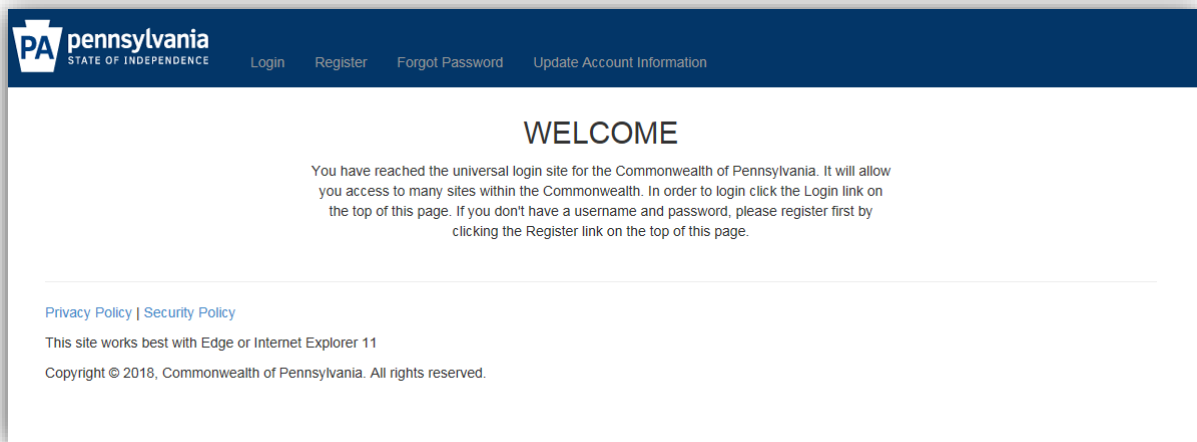 PA pennsylvania
STATE OF INDEPENDENCE
Login Register Forgot Password Update Account Information
WELCOME
You have reached the universal login site for the Commonwealth of Pennsylvania. It will allow
you access to many sites within the Commonwealth. In order to login click the Login link on
the top of this page. If you don't have a username and password, please register first by
clicking the Register link on the top of this page.
Privacy Policy | Security Policy
This site works best with Edge or Internet Explorer 11
Copyright © 2018, Commonwealth of Pennsylvania. All rights reserved.